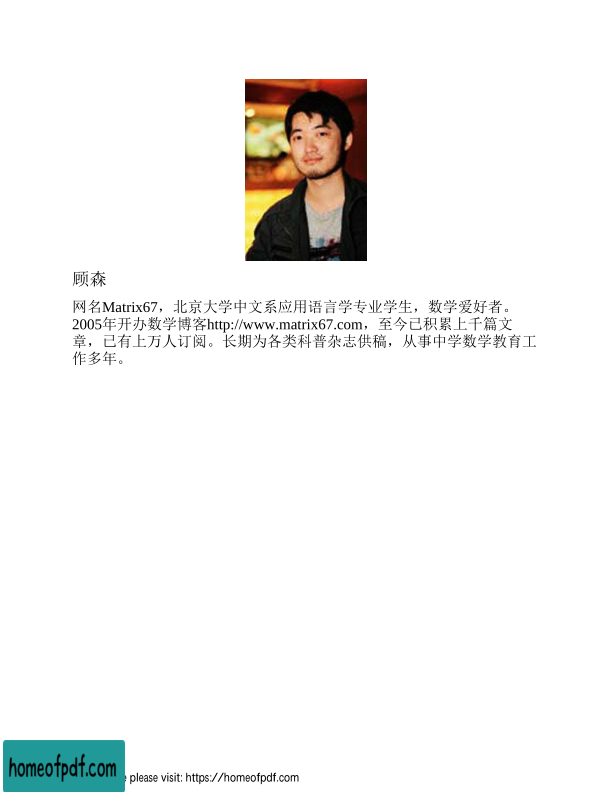 顾森
网名Matrix67，北京大学中文系应用语言学专业学生，数学爱好者。
2005年开办数学博客http://www.matrix67.com，至今已积累上千篇文
章，已有上万人订阅。长期为各类科普杂志供稿，从事中学数学教育工
作多年。
homeofpdf.com
please visit: https://homeofpdf.com